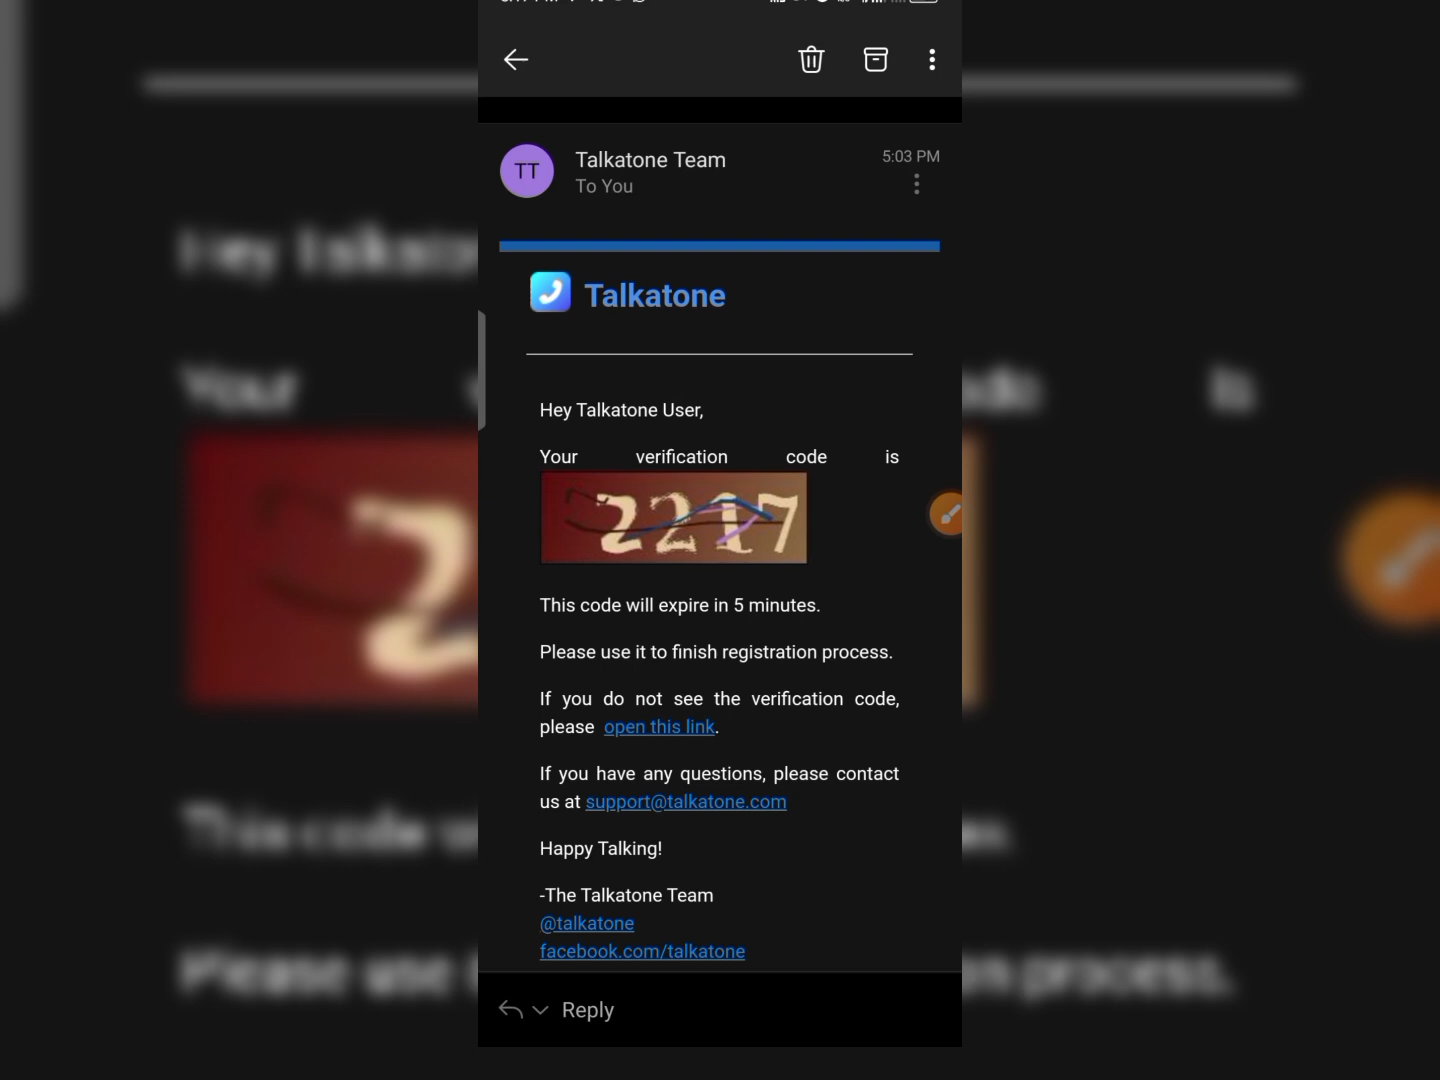 TT
Talkatone Team
5:03 PM
To You
Talkatone
Hey Talkatone User,
Your verification code is
2217
This code will expire in 5 minutes.
Please use it to finish registration process.
If you do not see the verification code,
please open this link.
If you have any questions, please contact
us at support@talkatone.com
Happy Talking!
-The Talkatone Team
@talkatone
facebook.com/talkatone
Reply